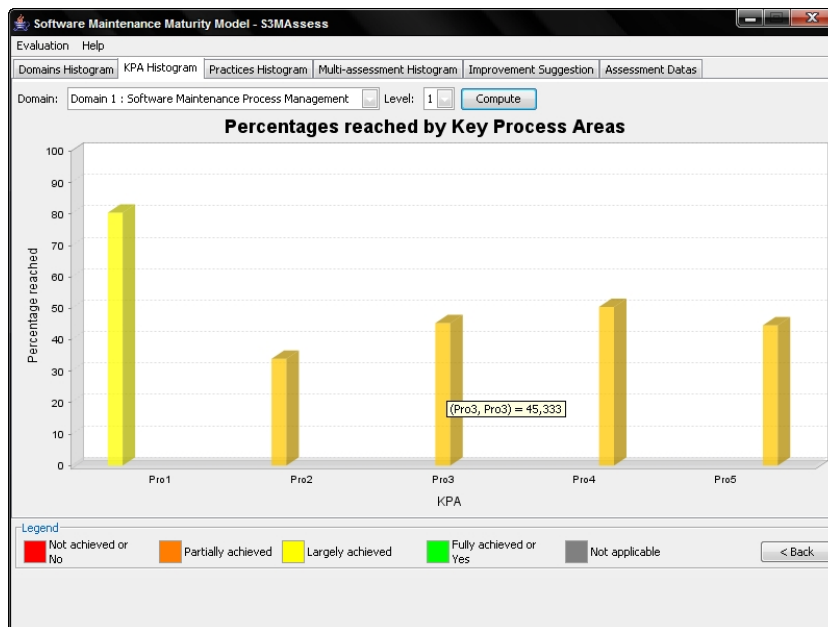 Software Maintenance Maturity Model - S3MAssess
Evaluation Help
Domains Histogram KPA Histogram Practices Histogram Multi-assessment Histogram Improvement Suggestion Assessment Datas
Domain: Domain 1 : Software Maintenance Process Management Level: 1 Compute
Percentages reached by Key Process Areas
Percentage reached
100
90
80
70
60
50
40
30
20
10
0
(Pro3, Pro3) = 45,333
Pro1 Pro2 Pro3 Pro4 Pro5
KPA
Legend
Not achieved or
No
Partially achieved
Largely achieved
Fully achieved or
Yes
Not applicable
< Back